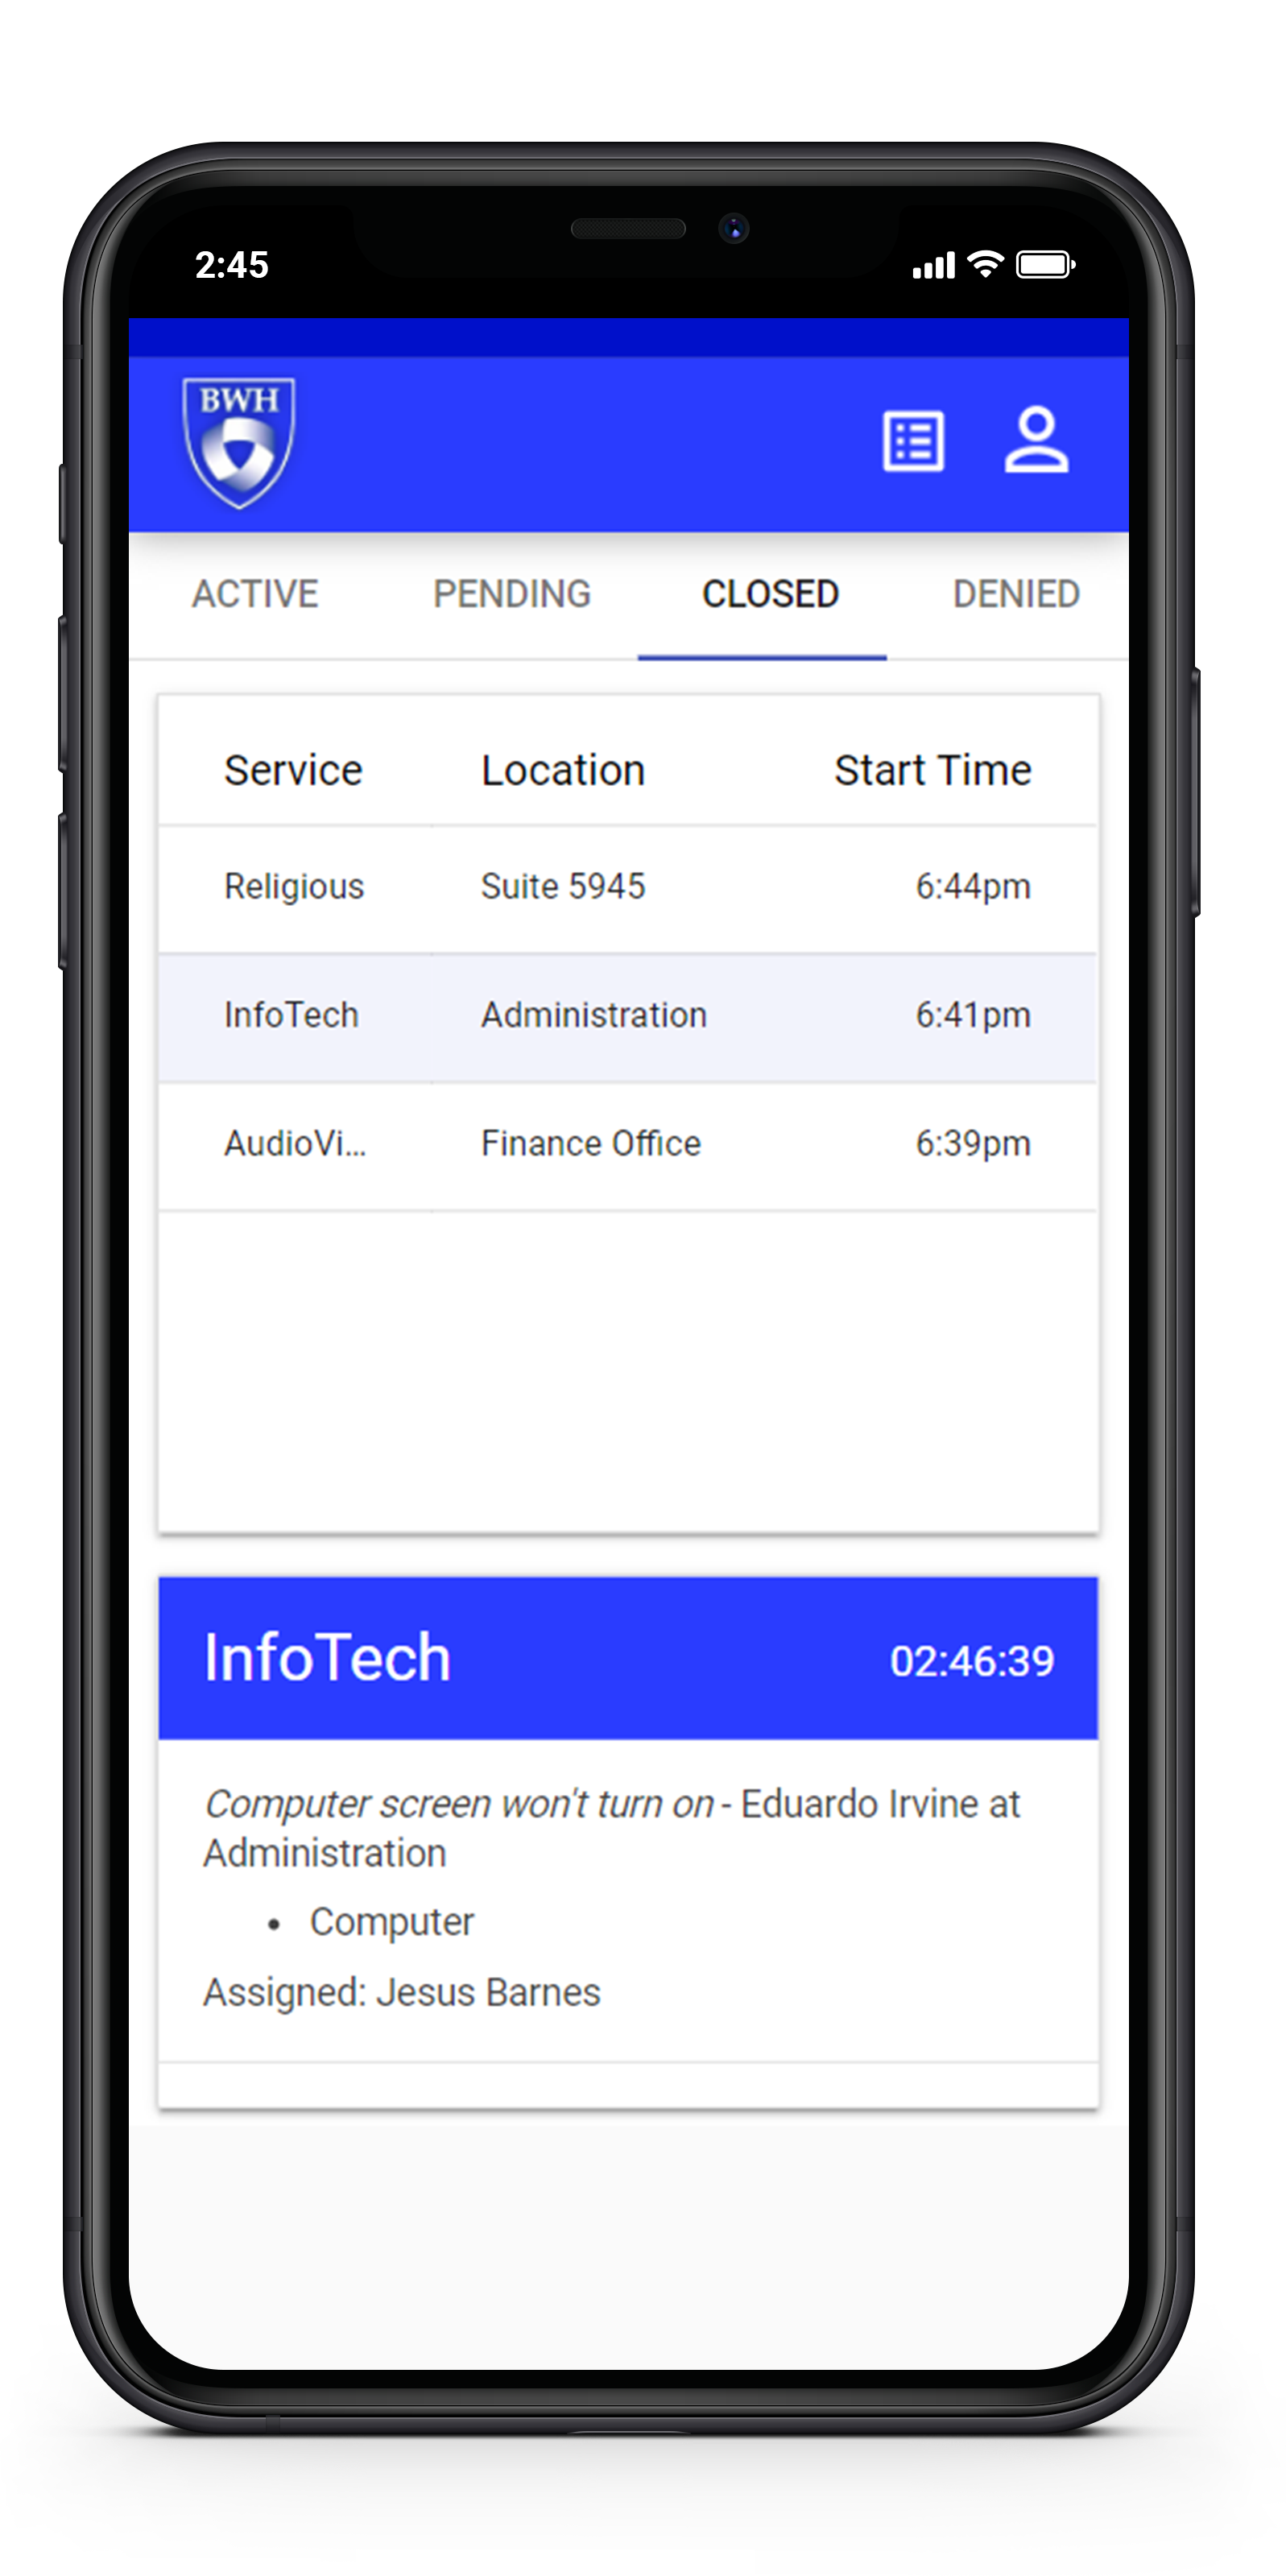 2:45
BWH
ACTIVE PENDING CLOSED DENIED
Service Location Start Time
Religious Suite 5945 6:44pm
InfoTech Administration 6:41pm
AudioVi... Finance Office 6:39pm
InfoTech 02:46:39
Computer screen won't turn on - Eduardo Irvine at
Administration
• Computer
Assigned: Jesus Barnes